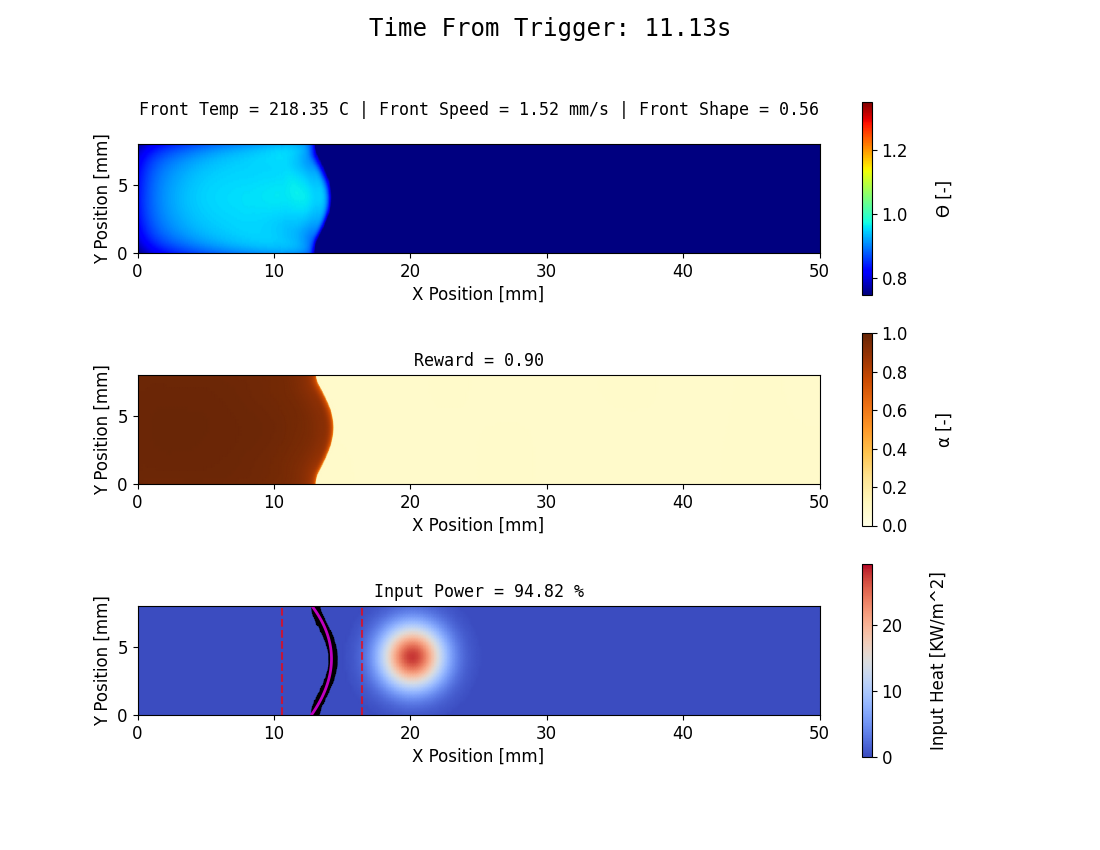 Time From Trigger: 11.13s
Front Temp = 218.35 C | Front Speed = 1.52 mm/s | Front Shape = 0.56
Y Position [mm]
5
0
0 10 20 30 40 50
X Position [mm]
1.2
1.0
0.8
Θ [-]
Reward = 0.90
Y Position [mm]
5
0
0 10 20 30 40 50
X Position [mm]
1.0
0.8
0.6
0.4
0.2
0.0
α [-]
Input Power = 94.82 %
Y Position [mm]
5
0
0 10 20 30 40 50
X Position [mm]
20
10
0
Input Heat [KW/m^2]